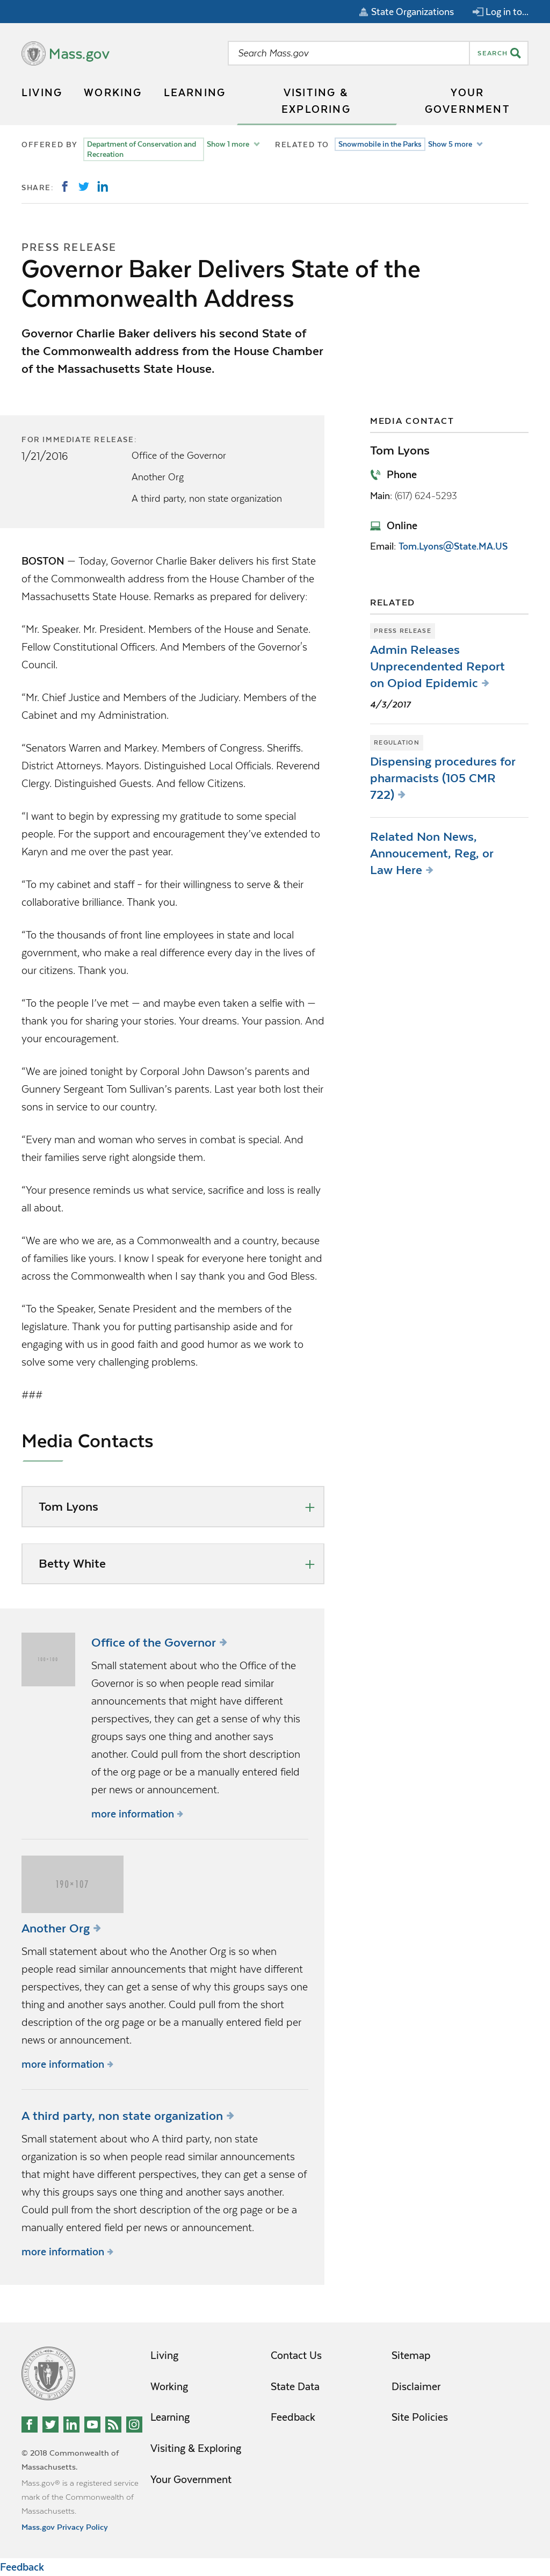 State Organizations Log in to...
Mass.gov
Search Mass.gov SEARCH
LIVING WORKING LEARNING VISITING & EXPLORING YOUR GOVERNMENT
OFFERED BY Department of Conservation and Recreation Show 1 more RELATED TO Snowmobile in the Parks Show 5 more
SHARE:
PRESS RELEASE
Governor Baker Delivers State of the
Commonwealth Address
Governor Charlie Baker delivers his second State of
the Commonwealth address from the House Chamber
of the Massachusetts State House.
FOR IMMEDIATE RELEASE:
1/21/2016 Office of the Governor
Another Org
A third party, non state organization
BOSTON — Today, Governor Charlie Baker delivers his first State
of the Commonwealth address from the House Chamber of the
Massachusetts State House. Remarks as prepared for delivery:
"Mr. Speaker. Mr. President. Members of the House and Senate.
Fellow Constitutional Officers. And Members of the Governor's
Council.
"Mr. Chief Justice and Members of the Judiciary. Members of the
Cabinet and my Administration.
"Senators Warren and Markey. Members of Congress. Sheriffs.
District Attorneys. Mayors. Distinguished Local Officials. Reverend
Clergy. Distinguished Guests. And fellow Citizens.
"I want to begin by expressing my gratitude to some special
people. For the support and encouragement they've extended to
Karyn and me over the past year.
"To my cabinet and staff – for their willingness to serve & their
collaborative brilliance. Thank you.
"To the thousands of front line employees in state and local
government, who make a real difference every day in the lives of
our citizens. Thank you.
"To the people I've met — and maybe even taken a selfie with —
thank you for sharing your stories. Your dreams. Your passion. And
your encouragement.
"We are joined tonight by Corporal John Dawson's parents and
Gunnery Sergeant Tom Sullivan's parents. Last year both lost their
sons in service to our country.
"Every man and woman who serves in combat is special. And
their families serve right alongside them.
"Your presence reminds us what service, sacrifice and loss is really
all about.
"We are who we are, as a Commonwealth and a country, because
of families like yours. I know I speak for everyone here tonight and
across the Commonwealth when I say thank you and God Bless.
"To the Speaker, Senate President and the members of the
legislature. Thank you for putting partisanship aside and for
engaging with us in good faith and good humor as we work to
solve some very challenging problems.
###
Media Contacts
Tom Lyons +
Betty White +
100×100
Office of the Governor
Small statement about who the Office of the
Governor is so when people read similar
announcements that might have different
perspectives, they can get a sense of why this
groups says one thing and another says
another. Could pull from the short description
of the org page or be a manually entered field
per news or announcement.
more information
190×107
Another Org
Small statement about who the Another Org is so when
people read similar announcements that might have different
perspectives, they can get a sense of why this groups says one
thing and another says another. Could pull from the short
description of the org page or be a manually entered field per
news or announcement.
more information
A third party, non state organization
Small statement about who A third party, non state
organization is so when people read similar announcements
that might have different perspectives, they can get a sense of
why this groups says one thing and another says another.
Could pull from the short description of the org page or be a
manually entered field per news or announcement.
more information
MEDIA CONTACT
Tom Lyons
Phone
Main: (617) 624-5293
Online
Email: Tom.Lyons@State.MA.US
RELATED
PRESS RELEASE
Admin Releases
Unprecendented Report
on Opiod Epidemic
4/3/2017
REGULATION
Dispensing procedures for
pharmacists (105 CMR
722)
Related Non News,
Annoucement, Reg, or
Law Here
Living Contact Us Sitemap
Working State Data Disclaimer
Learning Feedback Site Policies
Visiting & Exploring
Your Government
© 2018 Commonwealth of
Massachusetts.
Mass.gov® is a registered service
mark of the Commonwealth of
Massachusetts.
Mass.gov Privacy Policy
Feedback